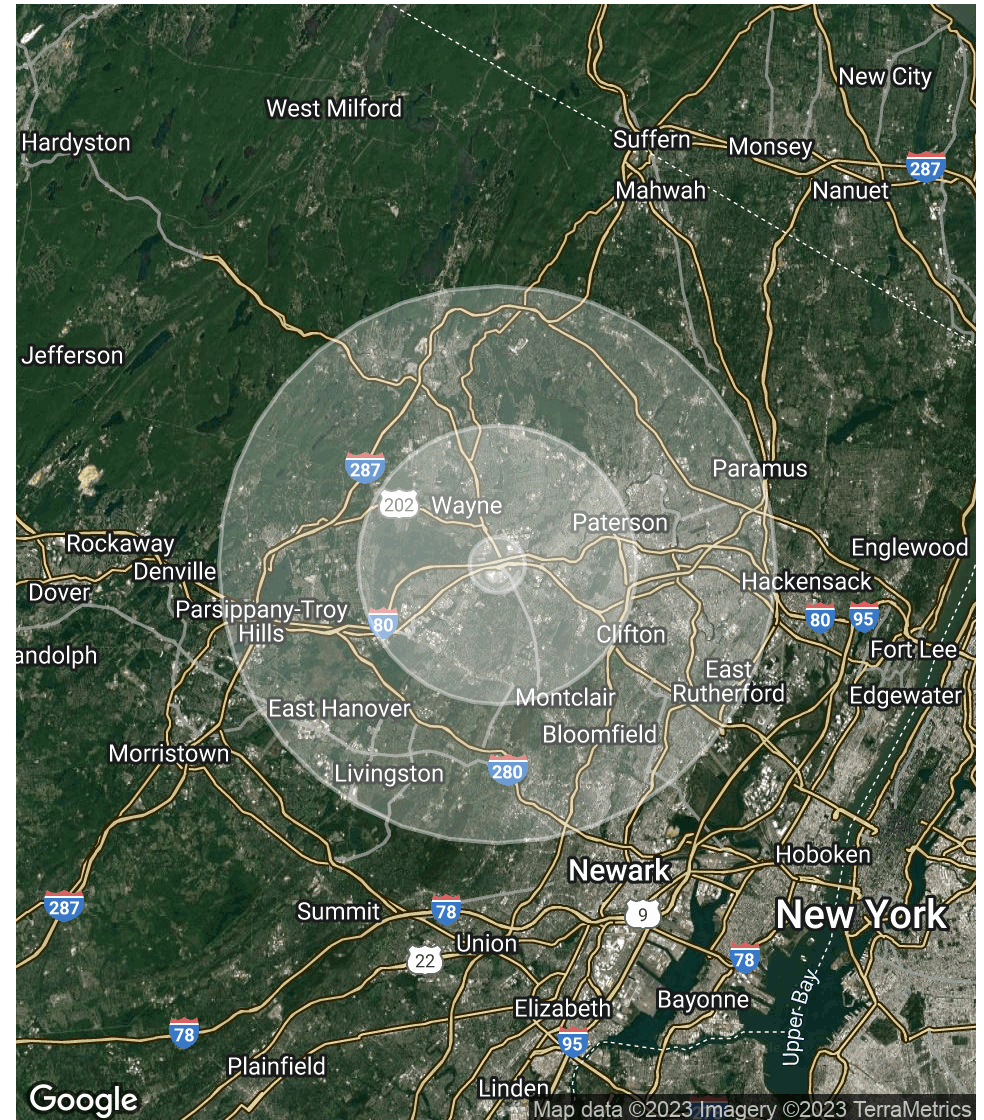 New City
West Milford
Hardyston
Suffern
Monsey
287
Mahwah
Nanuet
Jefferson
287
Paramus
202
Wayne
Paterson
Rockaway
Englewood
Denville
Dover
Hackensack
Parsippany-Troy
Hills
80
80
95
Clifton
andolph
Fort Lee
East
Rutherford
Montclair
Edgewater
East Hanover
Bloomfield
Morristown
Livingston
280
Hoboken
Newark
287
Summit
78
9
New York
Union
22
78
Bayonne
Elizabeth
Upper Bay
78
95
Plainfield
Linden
Google
Map data ©2023 Imagery ©2023 TerraMetrics